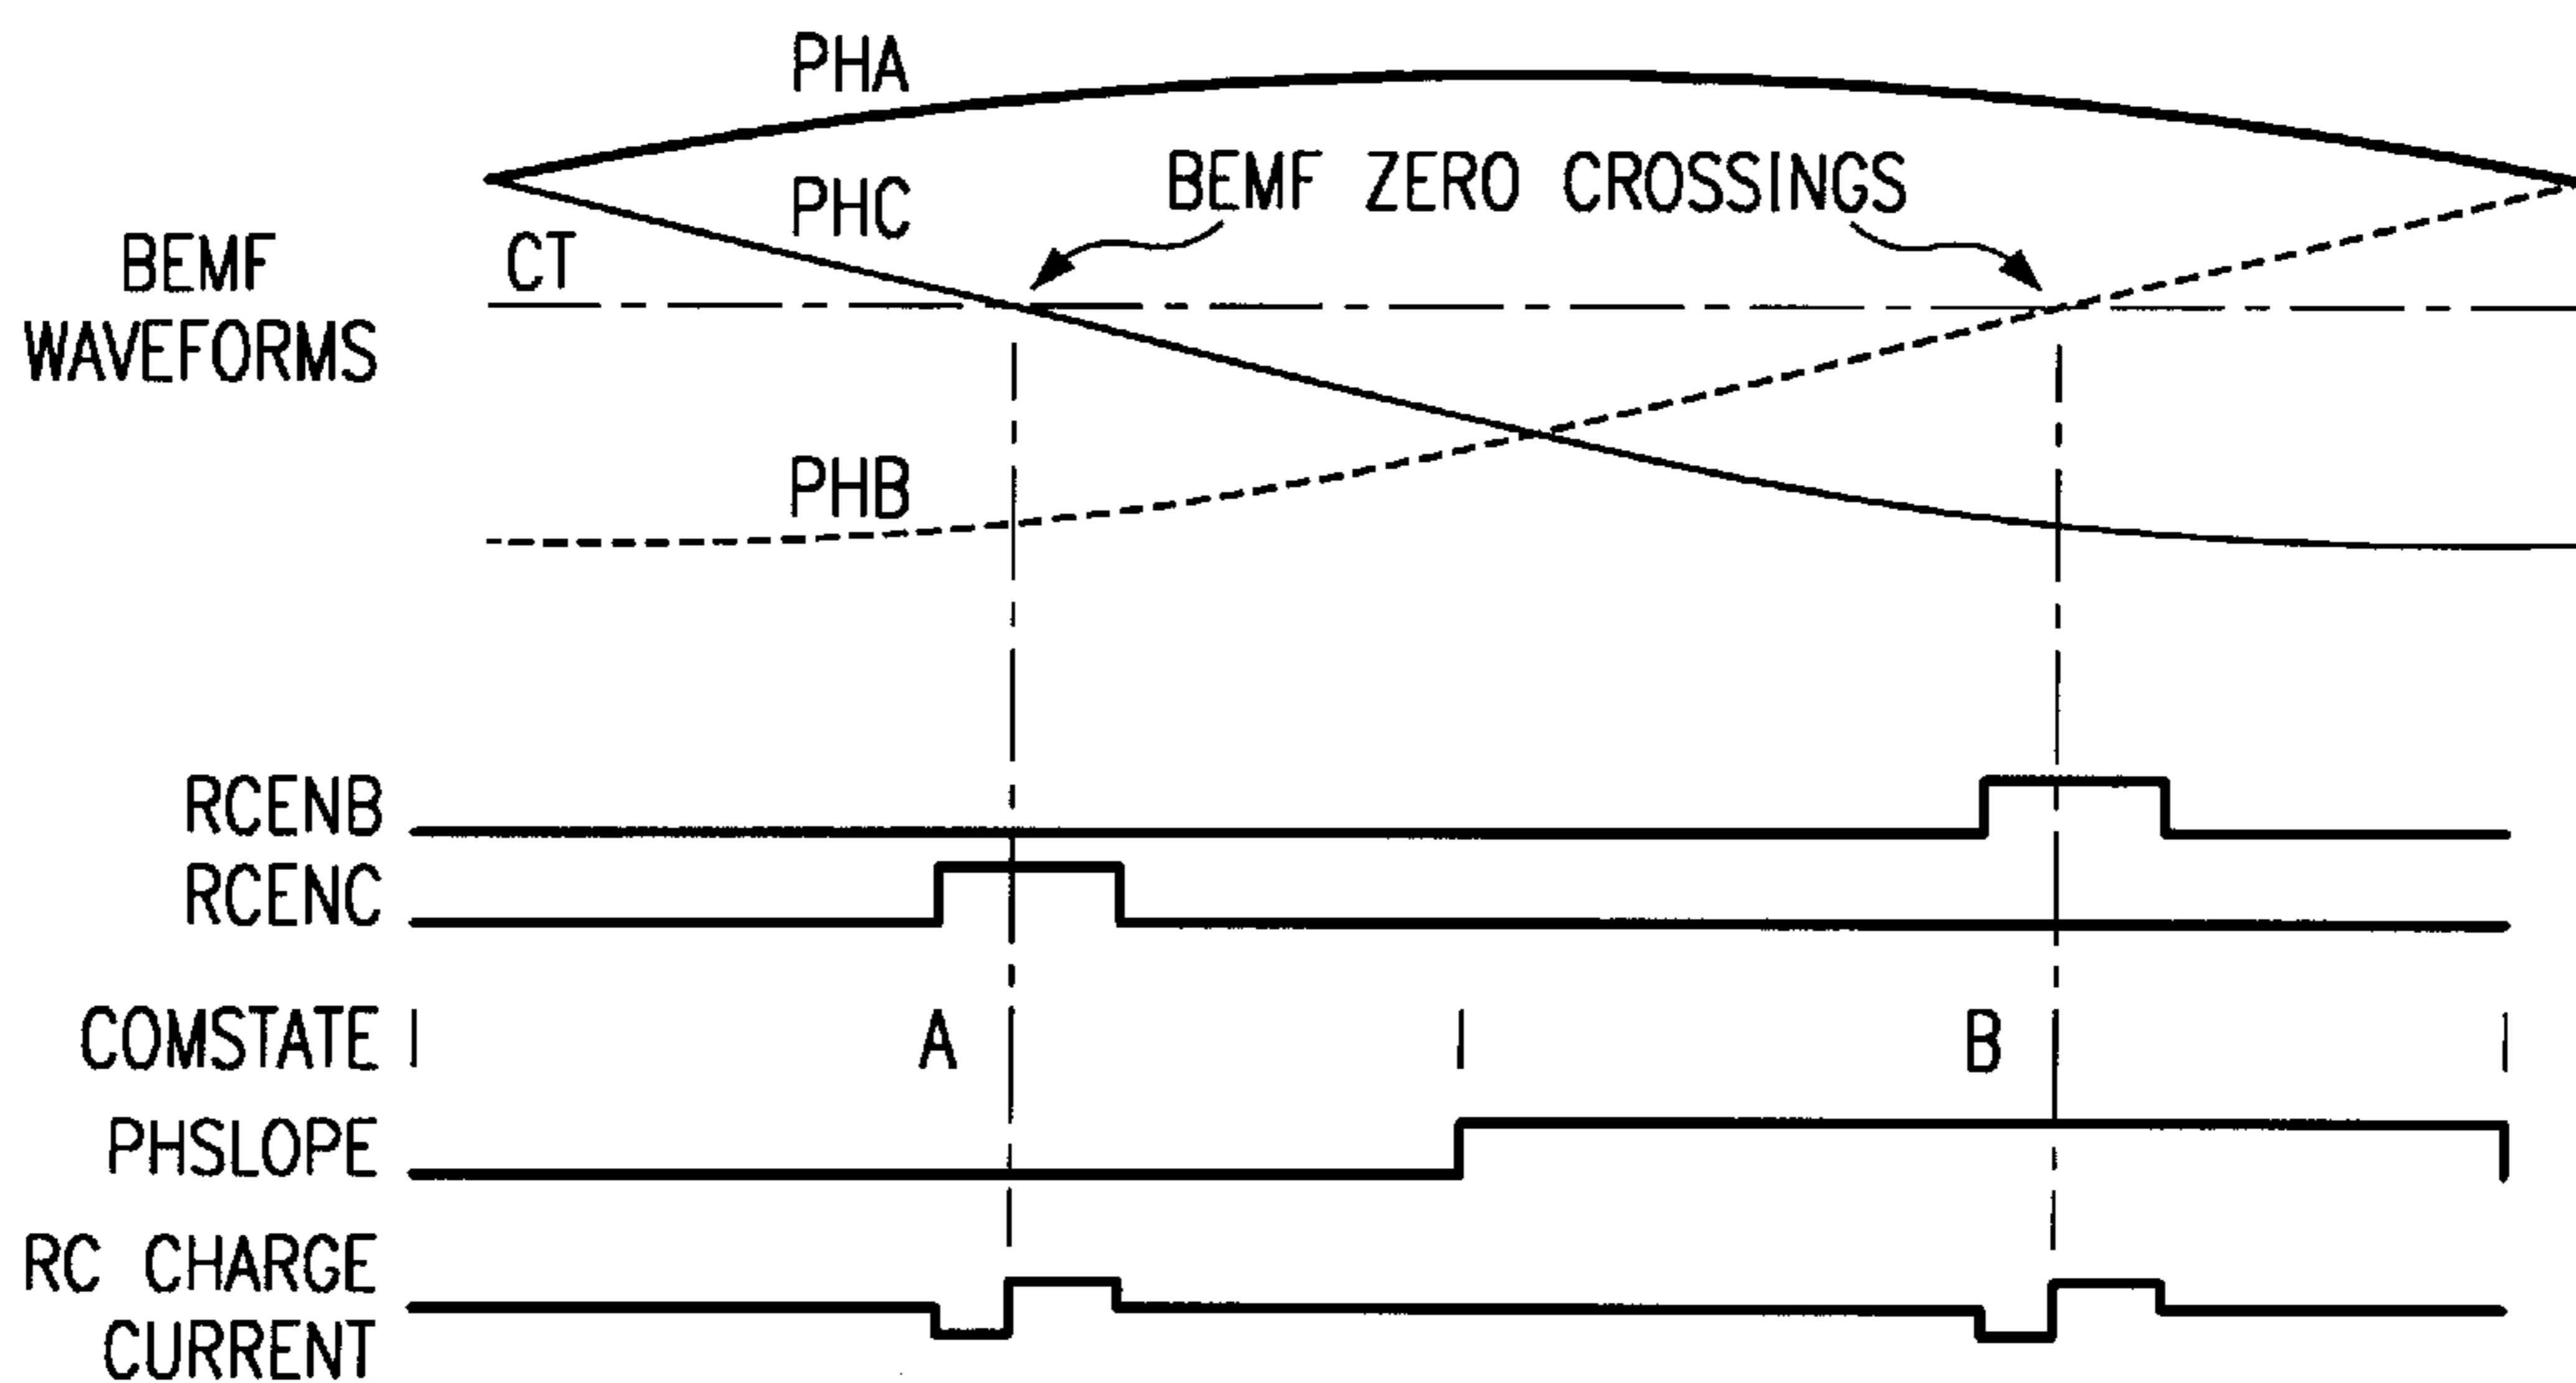 PHA
BEMF ZERO CROSSINGS
PHC
CT
BEMF
WAVEFORMS
PHB
RCENB
RCENC
COMSTATE
A
B
PHSLOPE
RC CHARGE
CURRENT